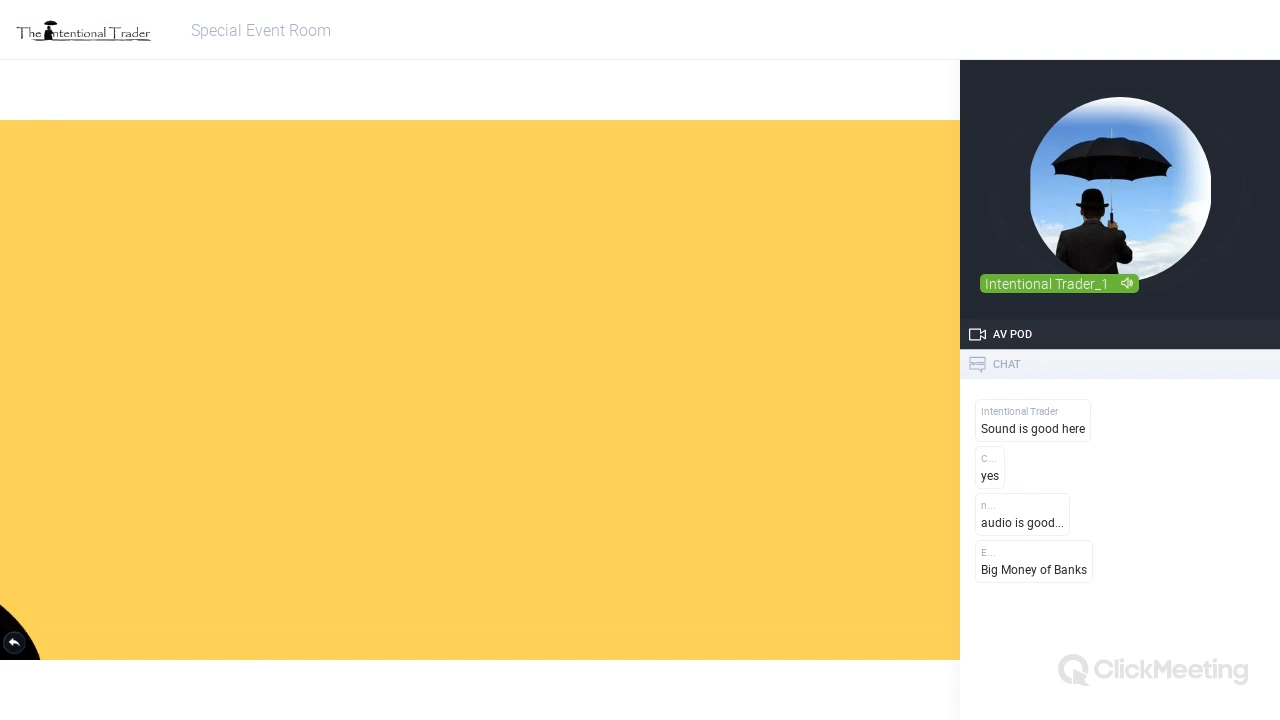 The Intentional Trader
Special Event Room
Intentional Trader_1
AV POD
CHAT
Intentional Trader
Sound is good here
C...
yes
n...
audio is good...
E...
Big Money of Banks
ClickMeeting